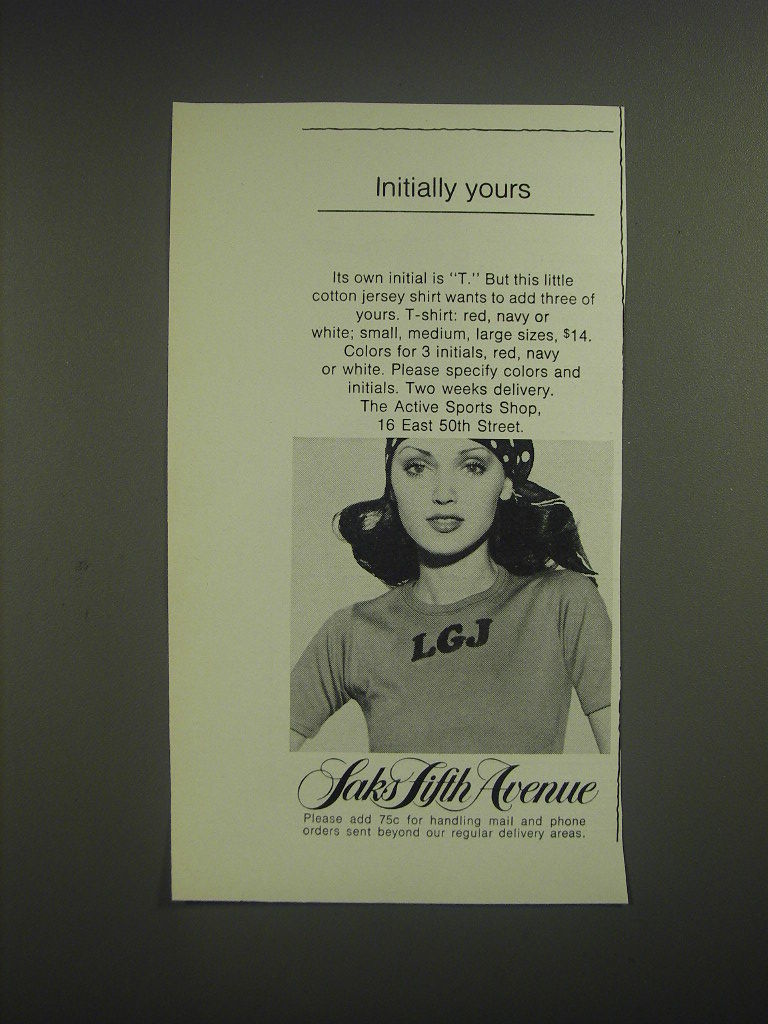 Initially yours
Its own initial is "T." But this little
cotton jersey shirt wants to add three of
yours. T-shirt: red, navy or
white; small, medium, large sizes, $14.
Colors for 3 initials, red, navy
or white. Please specify colors and
initials. Two weeks delivery.
The Active Sports Shop,
16 East 50th Street.
LGJ
Saks Fifth Avenue
Please add 75c for handling mail and phone
orders sent beyond our regular delivery areas.